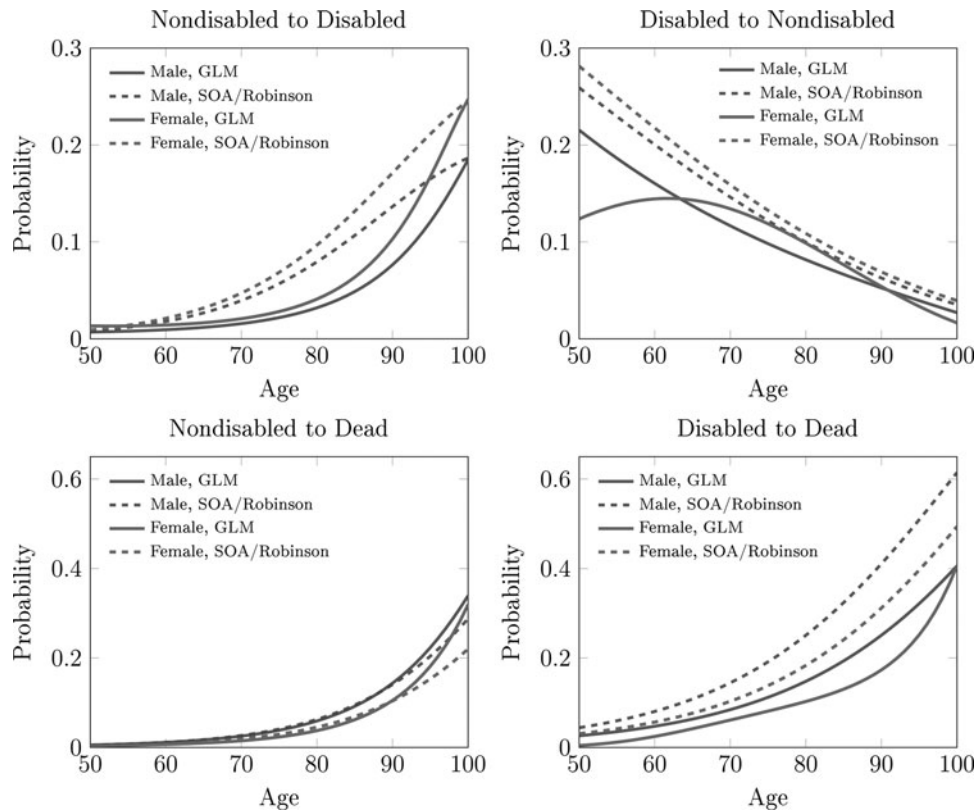 Nondisabled to Disabled
0.3
0.2
0.1
0
Probability
Male, GLM
Male, SOA/Robinson
Female, GLM
Female, SOA/Robinson
50 60 70 80 90 100
Age
Disabled to Nondisabled
0.3
0.2
0.1
0
Probability
Male, GLM
Male, SOA/Robinson
Female, GLM
Female, SOA/Robinson
50 60 70 80 90 100
Age
Nondisabled to Dead
0.6
0.4
0.2
0
Probability
Male, GLM
Male, SOA/Robinson
Female, GLM
Female, SOA/Robinson
50 60 70 80 90 100
Age
Disabled to Dead
0.6
0.4
0.2
0
Probability
Male, GLM
Male, SOA/Robinson
Female, GLM
Female, SOA/Robinson
50 60 70 80 90 100
Age